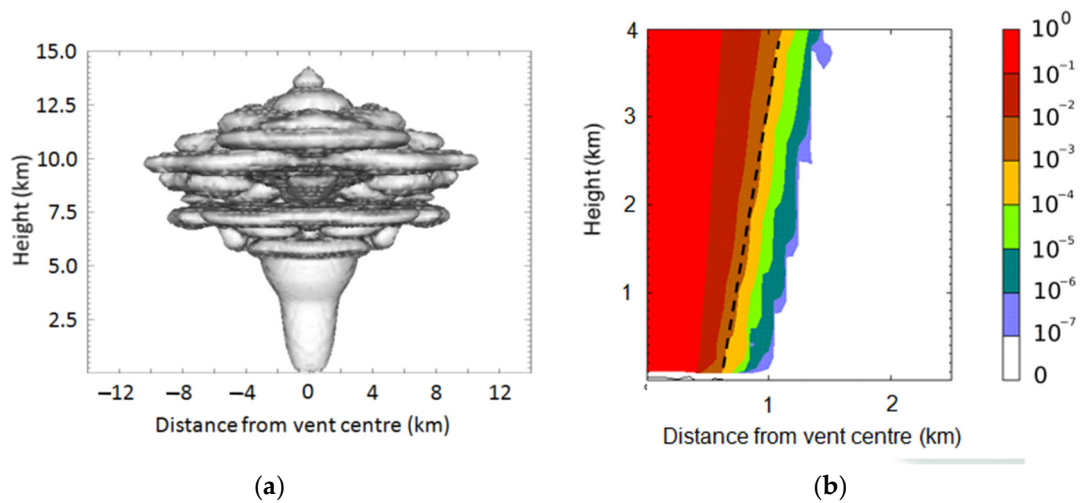 15.0
12.5
10.0
7.5
5.0
2.5
Height (km)
−12 −8 −4 0 4 8 12
Distance from vent centre (km)
(a)
4
3
2
1
Height (km)
1 2
Distance from vent centre (km)
10⁰
10⁻¹
10⁻²
10⁻³
10⁻⁴
10⁻⁵
10⁻⁶
10⁻⁷
0
(b)